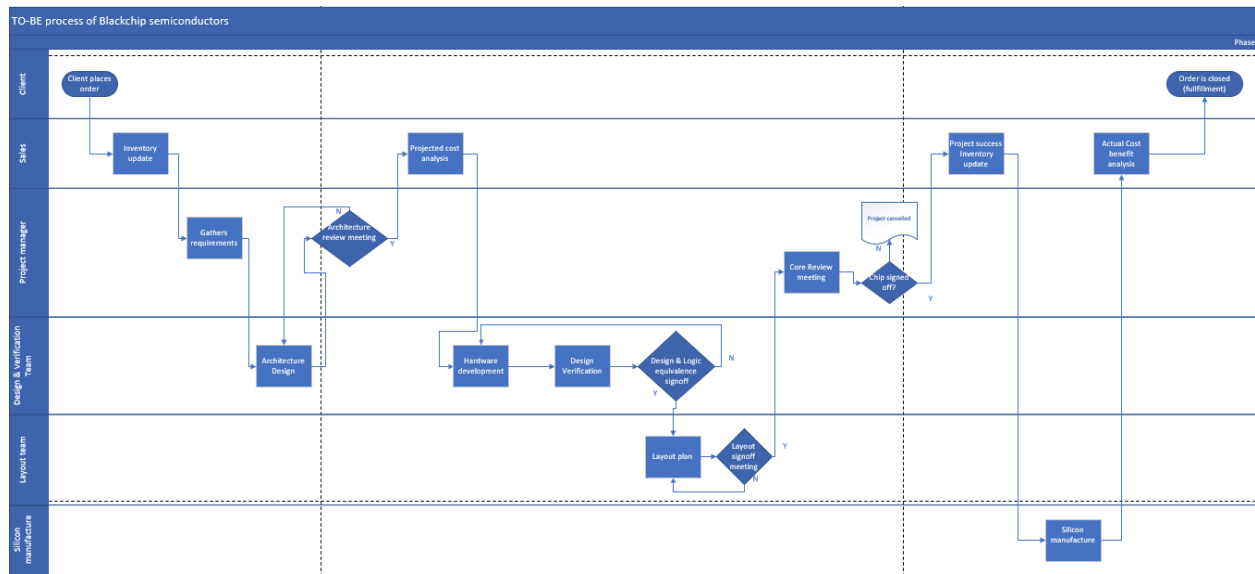 TO-BE process of Blackchip semiconductors
Phase
Client
Client places
order
Order is closed
(fullfillment)
Sales
Inventory
update
Projected cost
analysis
Project success
Inventory
update
Actual Cost
benefit
analysis
Project manager
Gathers
requirements
N
Architecture
review meeting
Y
Core Review
meeting
Project cancelled
N
Chip signed
off?
Y
Design & Verification
Team
Architecture
Design
Hardware
development
Design
Verification
Design & Logic
equivalence
signoff
N
Y
Layout team
Layout plan
Layout
signoff
meeting
Y
N
Silicon
manufacture
Silicon
manufacture